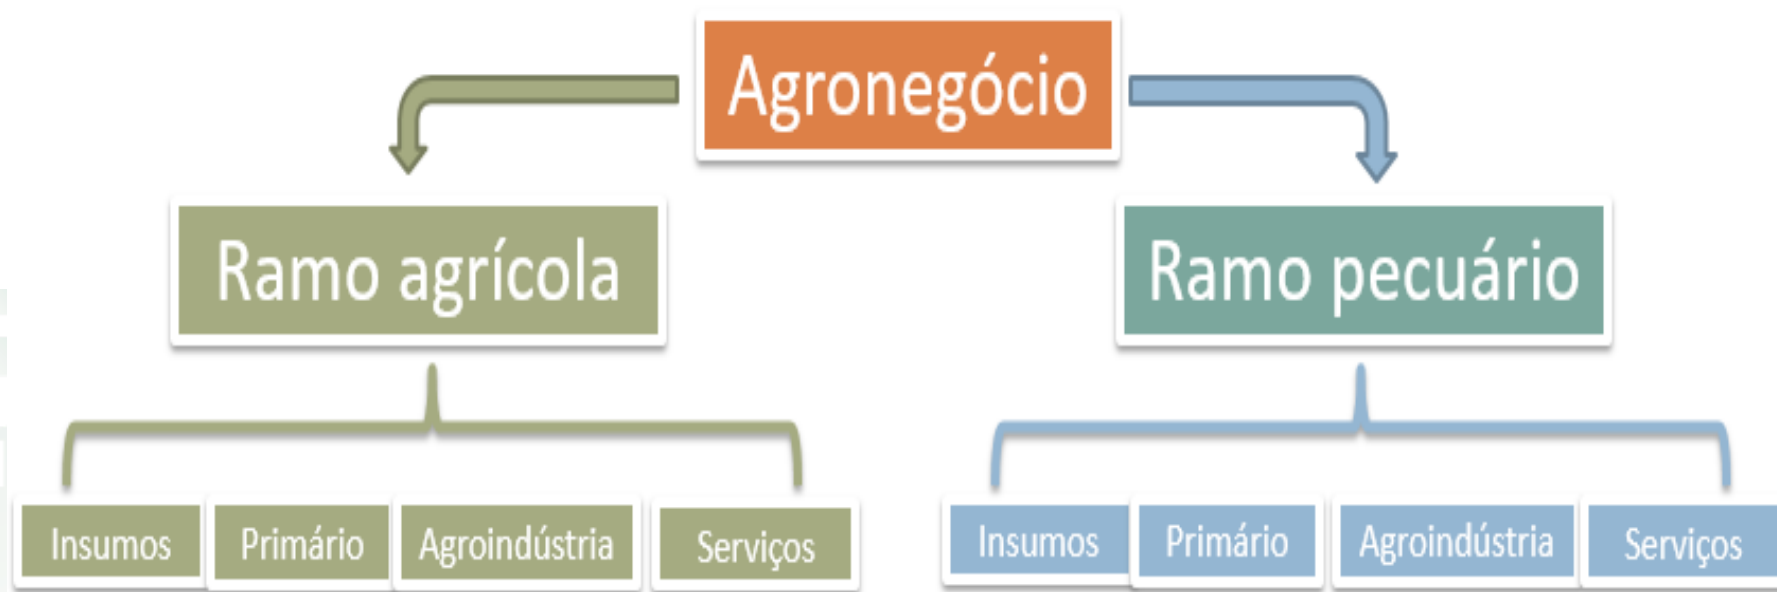 Agronegócio
Ramo agrícola
Ramo pecuário
Insumos
Primário
Agroindústria
Serviços
Insumos
Primário
Agroindústria
Serviços